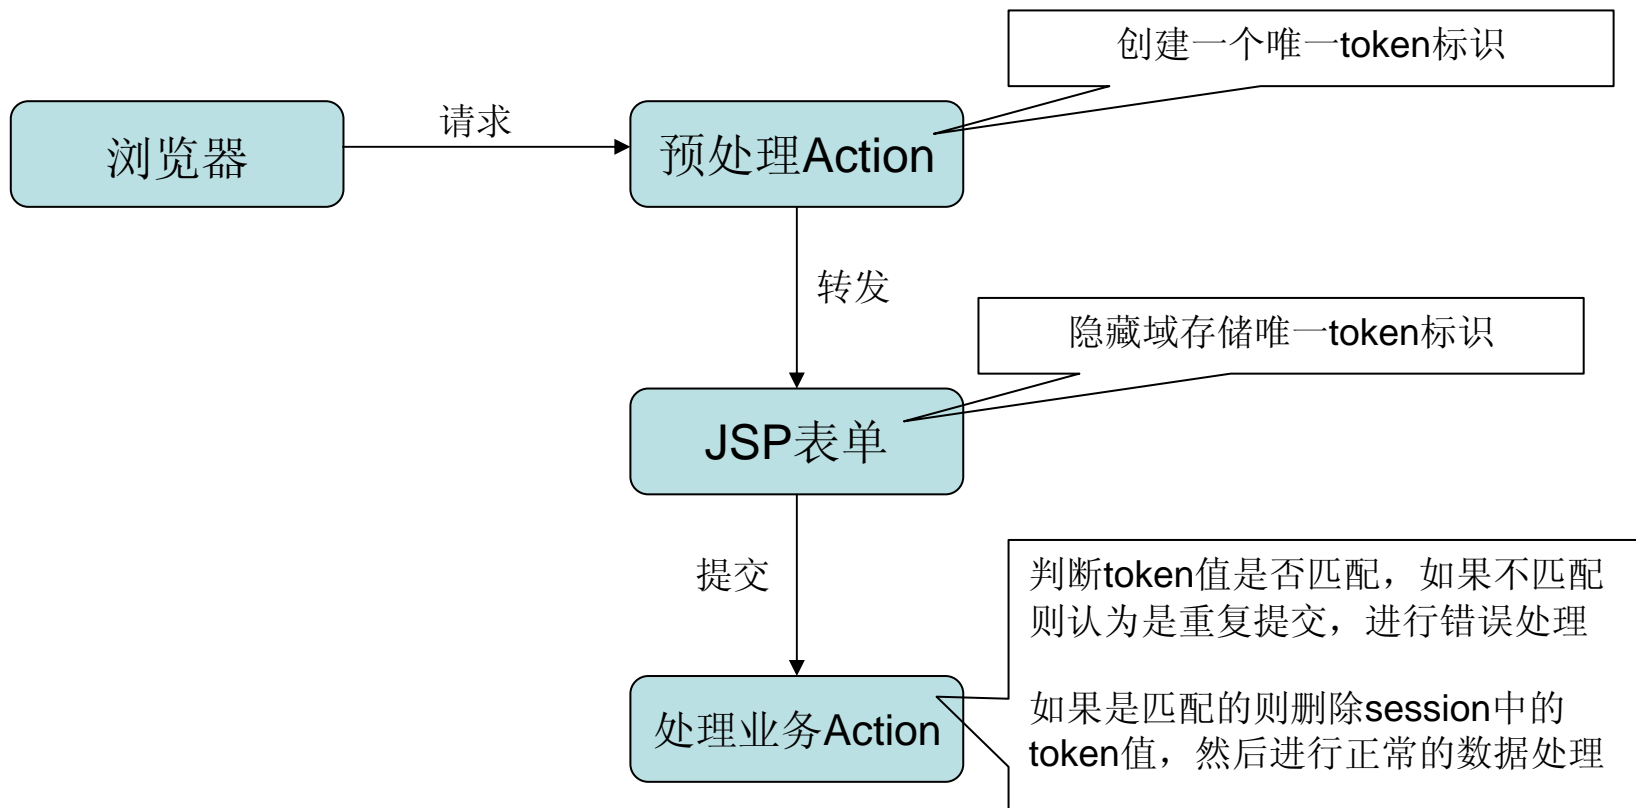 创建一个唯一token标识
浏览器
请求
预处理Action
转发
隐藏域存储唯一token标识
JSP表单
提交
判断token值是否匹配，如果不匹配
则认为是重复提交，进行错误处理
如果是匹配的则删除session中的
token值，然后进行正常的数据处理
处理业务Action